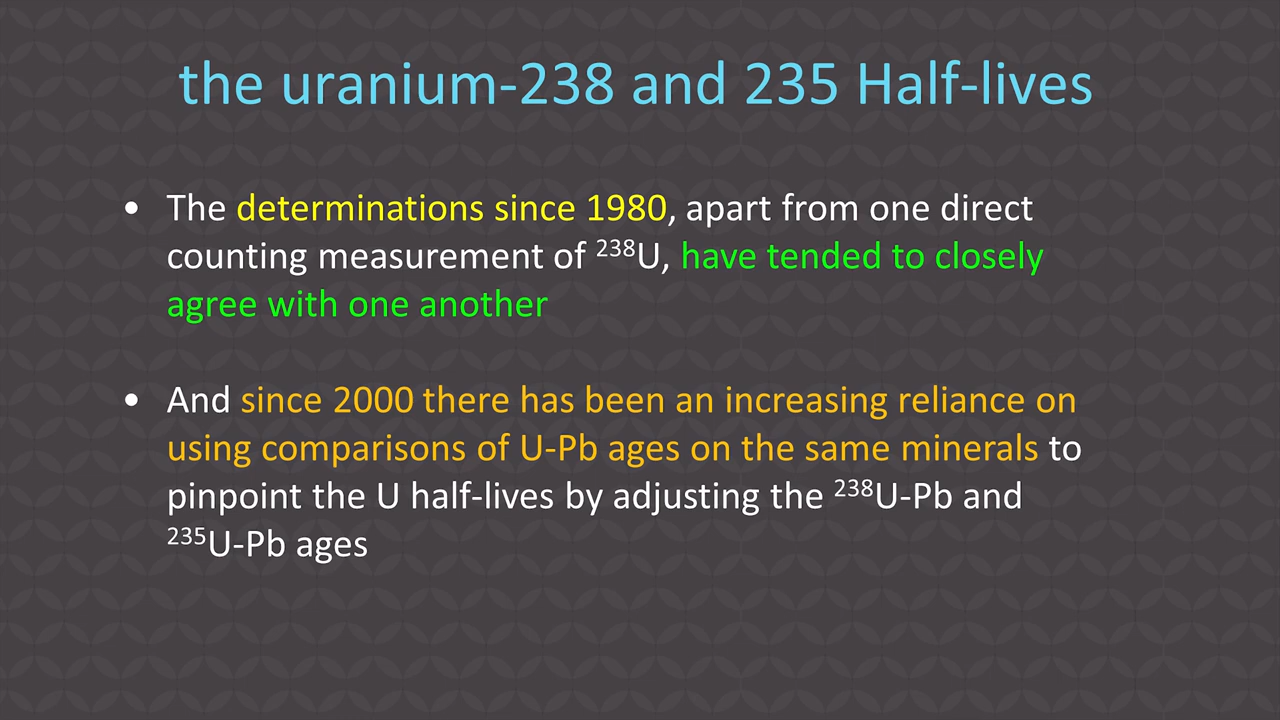 the uranium-238 and 235 Half-lives
• The determinations since 1980, apart from one direct
counting measurement of ²³⁸U, have tended to closely
agree with one another
• And since 2000 there has been an increasing reliance on
using comparisons of U-Pb ages on the same minerals to
pinpoint the U half-lives by adjusting the ²³⁸U-Pb and
²³⁵U-Pb ages